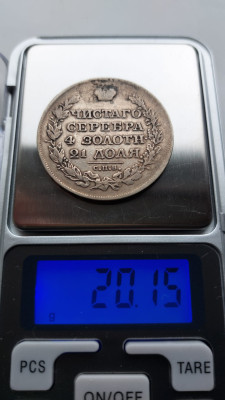 ЧИСТАГО
СЕРЕБРА
4 ЗОЛОТН
21 ДОЛЯ
20.15
g
PCS
TARE
ON/OFF